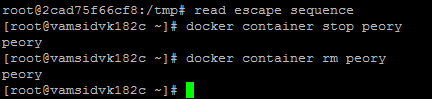 root@2cad75f66cf8:/tmp# read escape sequence
[root@vamsidvk182c ~]# docker container stop peory
peory
[root@vamsidvk182c ~]# docker container rm peory
peory
[root@vamsidvk182c ~]#